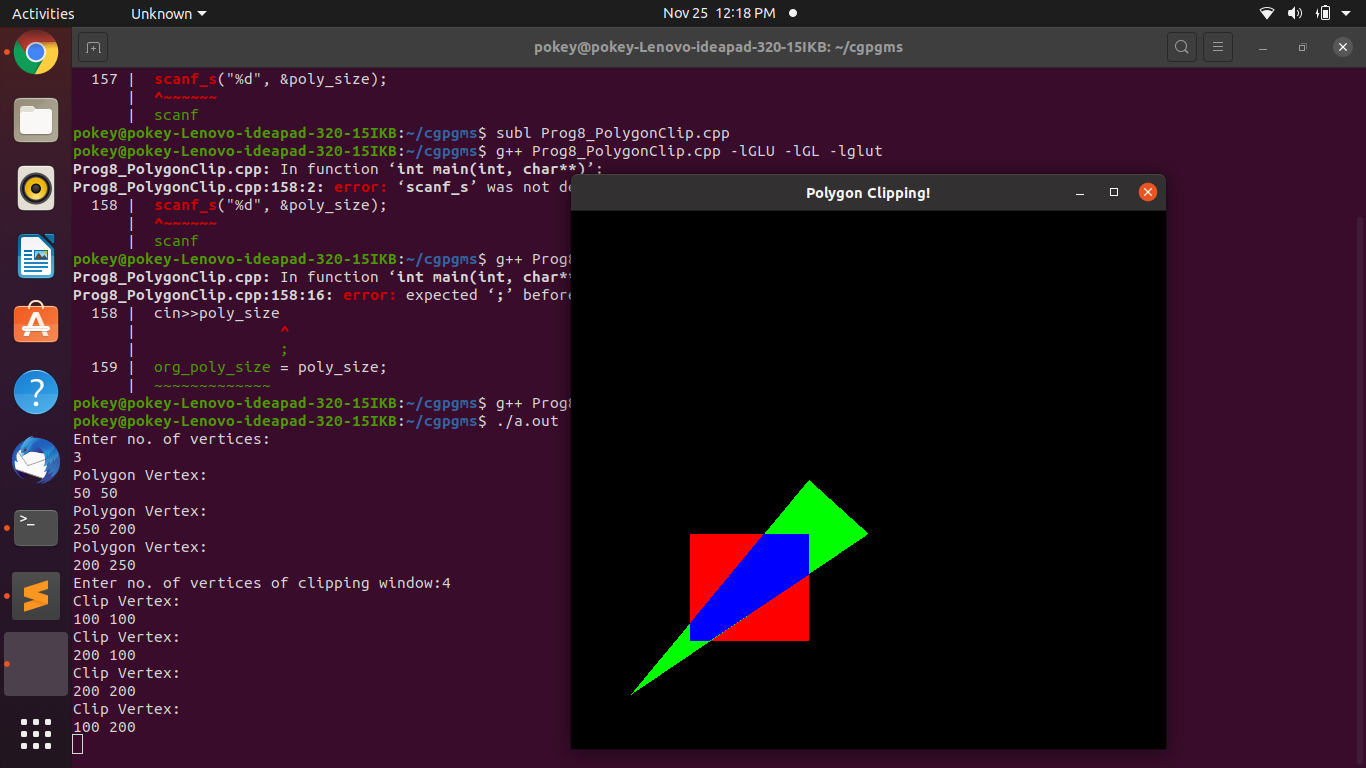 Activities Unknown Nov 25 12:18 PM
pokey@pokey-Lenovo-ideapad-320-15IKB: ~/cgpgms
157 | scanf_s("%d", &poly_size);
| ^~~~~~~
| scanf
pokey@pokey-Lenovo-ideapad-320-15IKB:~/cgpgms$ subl Prog8_PolygonClip.cpp
pokey@pokey-Lenovo-ideapad-320-15IKB:~/cgpgms$ g++ Prog8_PolygonClip.cpp -lGLU -lGL -lglut
Prog8_PolygonClip.cpp: In function ‘int main(int, char**)’:
Prog8_PolygonClip.cpp:158:2: error: ‘scanf_s’ was not de
158 | scanf_s("%d", &poly_size);
| ^~~~~~~
| scanf
pokey@pokey-Lenovo-ideapad-320-15IKB:~/cgpgms$ g++ Prog8
Prog8_PolygonClip.cpp: In function ‘int main(int, char**
Prog8_PolygonClip.cpp:158:16: error: expected ‘;’ before
158 | cin>>poly_size
| ^
| ;
159 | org_poly_size = poly_size;
| ~~~~~~~~~~~~~
pokey@pokey-Lenovo-ideapad-320-15IKB:~/cgpgms$ g++ Prog8
pokey@pokey-Lenovo-ideapad-320-15IKB:~/cgpgms$ ./a.out
Enter no. of vertices:
3
Polygon Vertex:
50 50
Polygon Vertex:
250 200
Polygon Vertex:
200 250
Enter no. of vertices of clipping window:4
Clip Vertex:
100 100
Clip Vertex:
200 100
Clip Vertex:
200 200
Clip Vertex:
100 200
Polygon Clipping!